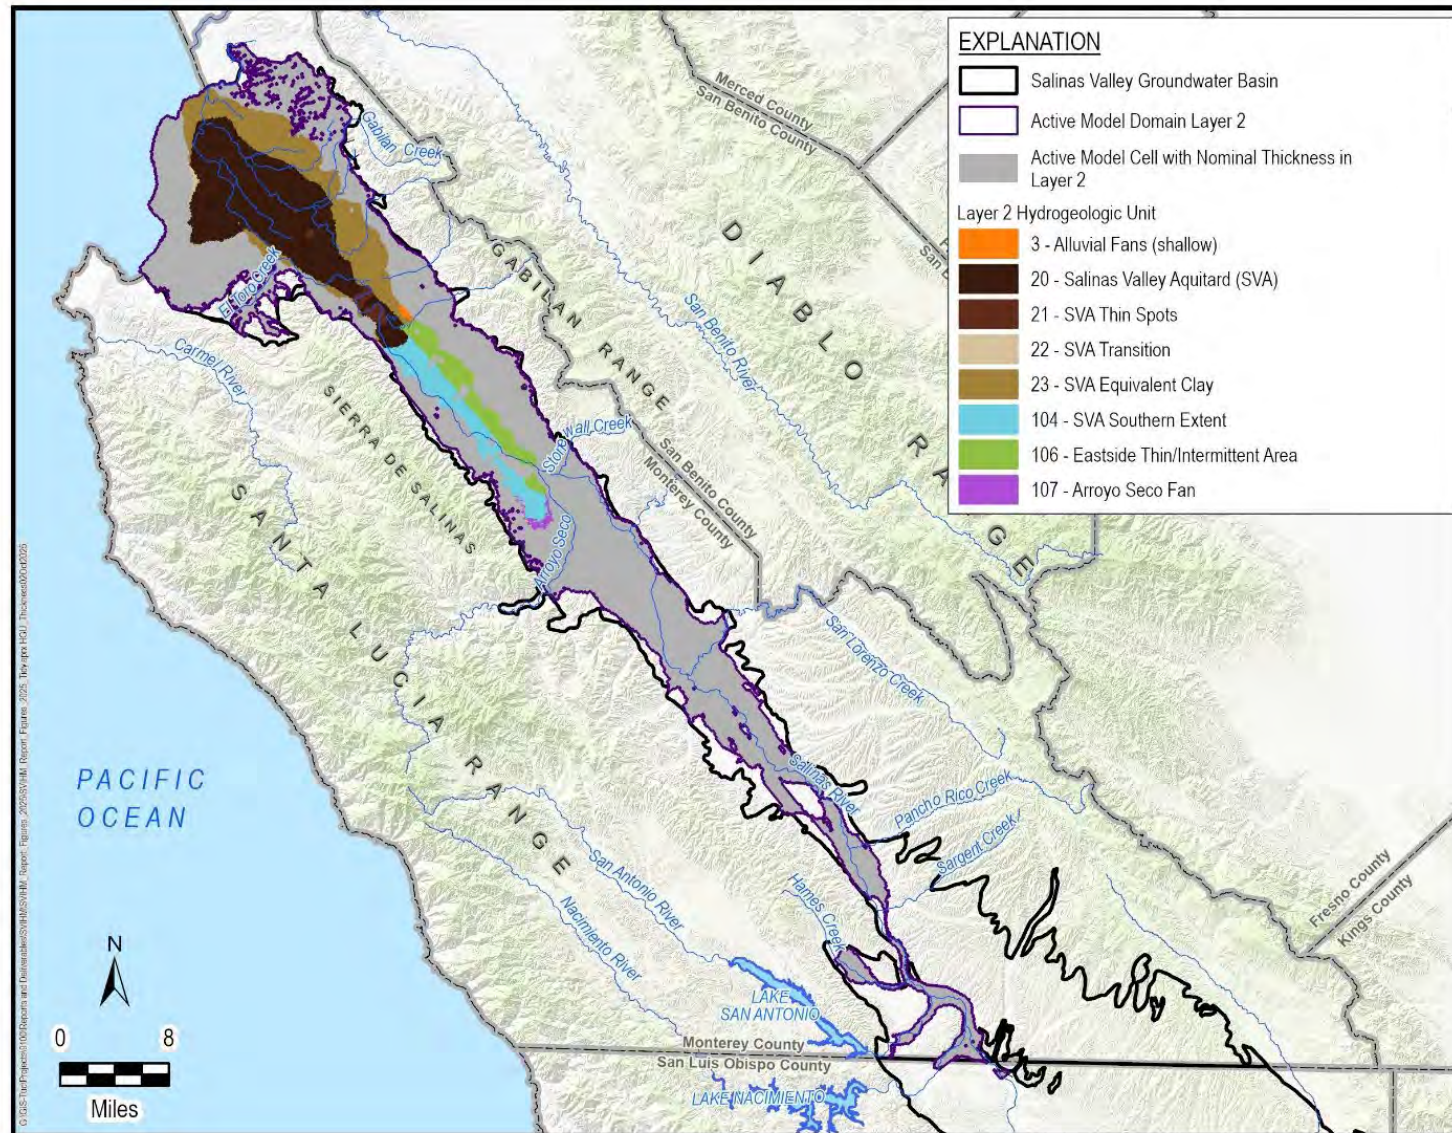 EXPLANATION
Salinas Valley Groundwater Basin
Active Model Domain Layer 2
Active Model Cell with Nominal Thickness in
Layer 2
Layer 2 Hydrogeologic Unit
3 - Alluvial Fans (shallow)
20 - Salinas Valley Aquitard (SVA)
21 - SVA Thin Spots
22 - SVA Transition
23 - SVA Equivalent Clay
104 - SVA Southern Extent
106 - Eastside Thin/Intermittent Area
107 - Arroyo Seco Fan
Merced County
San Benito County
Gabilan Creek
GABILAN RANGE
DIABLO RANGE
San Benito River
El Toro Creek
Carmel River
SIERRA DE SALINAS
SANTA LUCIA RANGE
Stonewall Creek
San Benito County
Monterey County
Arroyo Seco
San Lorenzo Creek
Salinas River
Pancho Rico Creek
Sargent Creek
PACIFIC
OCEAN
San Antonio River
Nacimiento River
Hames Creek
Fresno County
Kings County
LAKE
SAN ANTONIO
Monterey County
San Luis Obispo County
LAKE NACIMIENTO
N
0 8
Miles